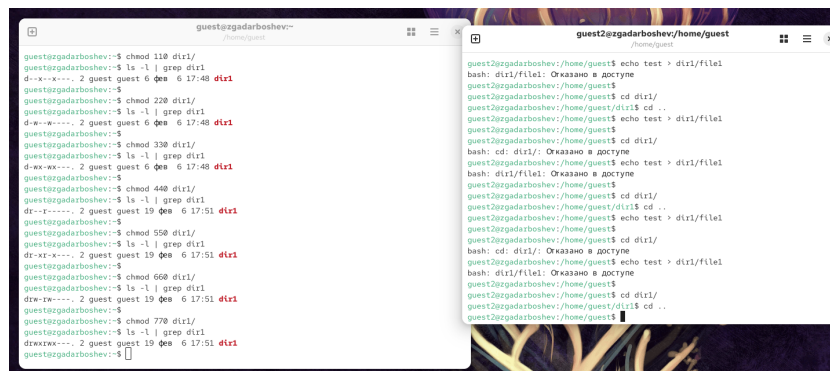 guest@zgadarboshev:~
/home/guest
guest@zgadarboshev:~$ chmod 110 dir1/
guest@zgadarboshev:~$ ls -l | grep dir1
d--x--x---. 2 guest guest 6 фев  6 17:48 dir1
guest@zgadarboshev:~$
guest@zgadarboshev:~$ chmod 220 dir1/
guest@zgadarboshev:~$ ls -l | grep dir1
d-w--w----. 2 guest guest 6 фев  6 17:48 dir1
guest@zgadarboshev:~$
guest@zgadarboshev:~$ chmod 330 dir1/
guest@zgadarboshev:~$ ls -l | grep dir1
d-wx-wx---. 2 guest guest 6 фев  6 17:48 dir1
guest@zgadarboshev:~$
guest@zgadarboshev:~$ chmod 440 dir1/
guest@zgadarboshev:~$ ls -l | grep dir1
dr--r-----. 2 guest guest 19 фев  6 17:51 dir1
guest@zgadarboshev:~$
guest@zgadarboshev:~$ chmod 550 dir1/
guest@zgadarboshev:~$ ls -l | grep dir1
dr-xr-x---. 2 guest guest 19 фев  6 17:51 dir1
guest@zgadarboshev:~$
guest@zgadarboshev:~$ chmod 660 dir1/
guest@zgadarboshev:~$ ls -l | grep dir1
drw-rw----. 2 guest guest 19 фев  6 17:51 dir1
guest@zgadarboshev:~$
guest@zgadarboshev:~$ chmod 770 dir1/
guest@zgadarboshev:~$ ls -l | grep dir1
drwxrwx---. 2 guest guest 19 фев  6 17:51 dir1
guest@zgadarboshev:~$
guest2@zgadarboshev:/home/guest
/home/guest
guest2@zgadarboshev:/home/guest$ echo test > dir1/file1
bash: dir1/file1: Отказано в доступе
guest2@zgadarboshev:/home/guest$
guest2@zgadarboshev:/home/guest$ cd dir1/
guest2@zgadarboshev:/home/guest/dir1$ cd ..
guest2@zgadarboshev:/home/guest$ echo test > dir1/file1
guest2@zgadarboshev:/home/guest$
guest2@zgadarboshev:/home/guest$ cd dir1/
bash: cd: dir1/: Отказано в доступе
guest2@zgadarboshev:/home/guest$ echo test > dir1/file1
bash: dir1/file1: Отказано в доступе
guest2@zgadarboshev:/home/guest$
guest2@zgadarboshev:/home/guest$ cd dir1/
guest2@zgadarboshev:/home/guest/dir1$ cd ..
guest2@zgadarboshev:/home/guest$ echo test > dir1/file1
guest2@zgadarboshev:/home/guest$
guest2@zgadarboshev:/home/guest$ cd dir1/
bash: cd: dir1/: Отказано в доступе
guest2@zgadarboshev:/home/guest$ echo test > dir1/file1
bash: dir1/file1: Отказано в доступе
guest2@zgadarboshev:/home/guest$
guest2@zgadarboshev:/home/guest$ cd dir1/
guest2@zgadarboshev:/home/guest/dir1$ cd ..
guest2@zgadarboshev:/home/guest$